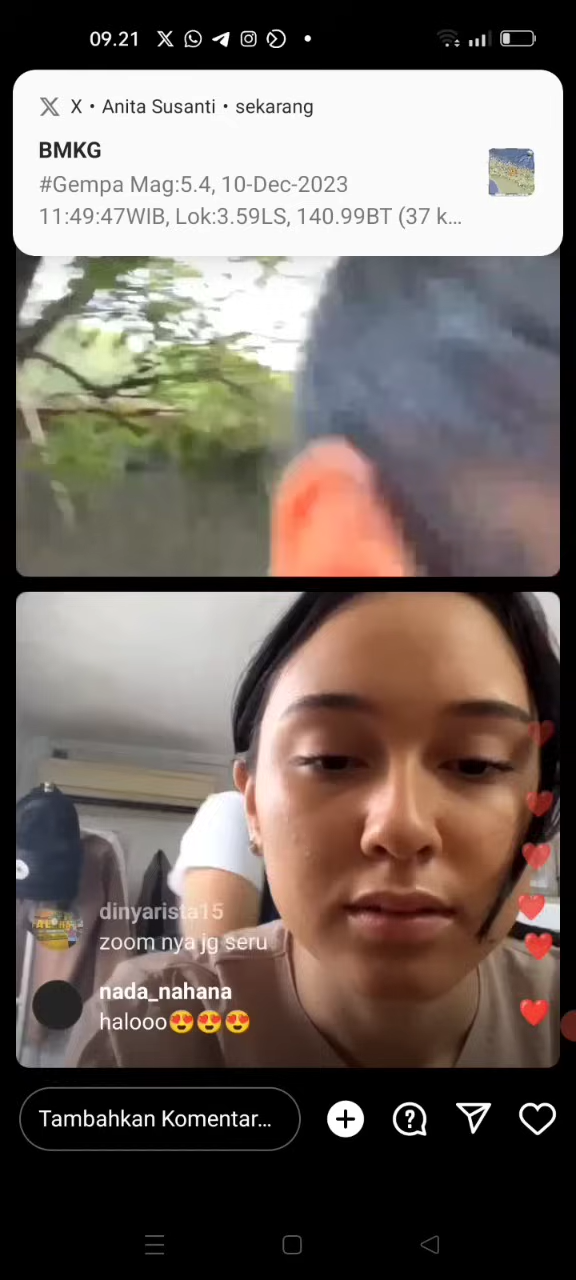 09.21
X • Anita Susanti • sekarang
BMKG
#Gempa Mag:5.4, 10-Dec-2023
11:49:47WIB, Lok:3.59LS, 140.99BT (37 k...
dinyarista15
zoom nya jg seru
nada_nahana
halooo😍😍😍
Tambahkan Komentar...